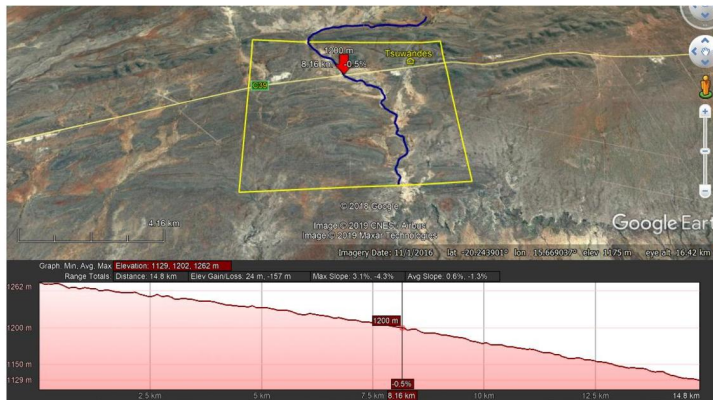 1200 m
8.16 km -0.5%
Tsuwandes
C35
© 2018 Google
Image © 2019 CNES / Airbus
Image © 2019 Maxar Technologies
4.16 km
Google Eart
Imagery Date: 11/1/2016 lat -20.243901° lon 15.669037° elev 1175 m eye alt 16.42 km
Graph: Min, Avg, Max Elevation: 1129, 1202, 1262 m
Range Totals: Distance: 14.8 km Elev Gain/Loss: 24 m, -157 m Max Slope: 3.1%, -4.3% Avg Slope: 0.6%, -1.3%
1262 m
1200 m
1200 m
1150 m
1129 m
-0.5%
2.5 km 5 km 7.5 km 8.16 km 10 km 12.5 km 14.8 km